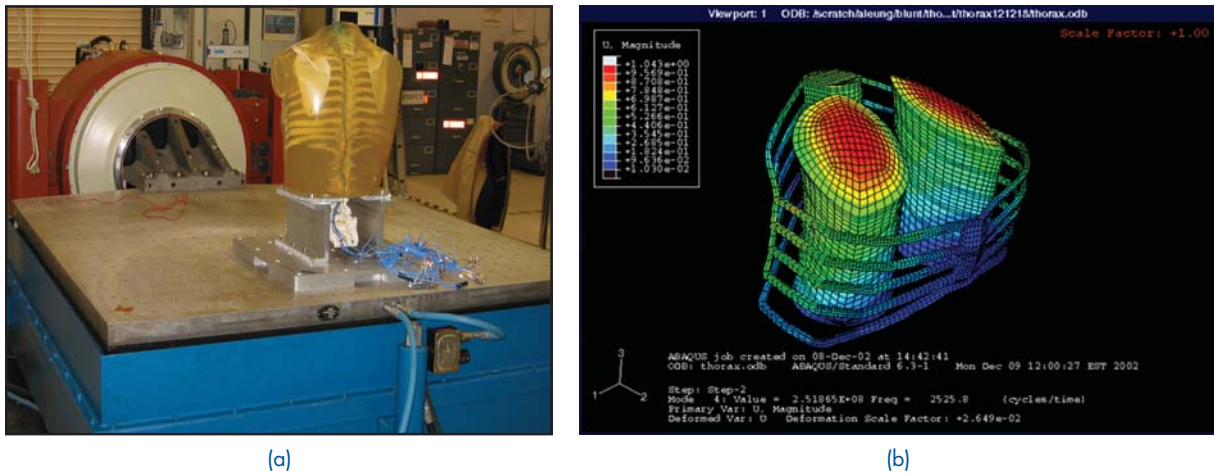 Viewport: 1 ODB: /scratch/aleung/blunt/tho...t/thorax121218/thorax.odb
Scale Factor: +1.00
U, Magnitude
+1.043e+00
+9.569e-01
+8.708e-01
+7.848e-01
+6.987e-01
+6.127e-01
+5.266e-01
+4.406e-01
+3.545e-01
+2.685e-01
+1.824e-01
+9.636e-02
+1.030e-02
3
1
2
ABAQUS job created on 08-Dec-02 at 14:42:41
ODB: thorax.odb ABAQUS/Standard 6.3-1 Mon Dec 09 12:00:27 EST 2002
Step: Step-2
Mode 4: Value = 2.51865E+08 Freq = 2525.8 (cycles/time)
Primary Var: U, Magnitude
Deformed Var: U Deformation Scale Factor: +2.649e-02
(a)
(b)